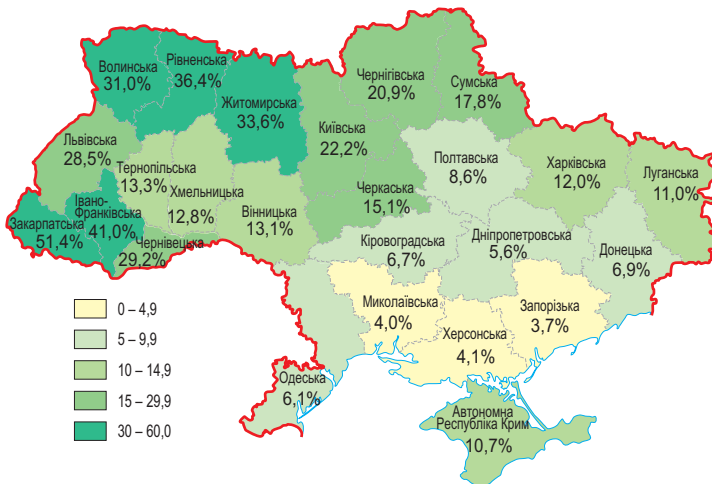 Волинська
31,0%
Рівненська
36,4%
Житомирська
33,6%
Чернігівська
20,9%
Сумська
17,8%
Київська
22,2%
Львівська
28,5%
Тернопільська
13,3%
Хмельницька
12,8%
Вінницька
13,1%
Черкаська
15,1%
Полтавська
8,6%
Харківська
12,0%
Луганська
11,0%
Закарпатська
51,4%
Івано-
Франківська
41,0%
Чернівецька
29,2%
Кіровоградська
6,7%
Дніпропетровська
5,6%
Донецька
6,9%
Миколаївська
4,0%
Херсонська
4,1%
Запорізька
3,7%
Одеська
6,1%
Автономна
Республіка Крим
10,7%
0 – 4,9
5 – 9,9
10 – 14,9
15 – 29,9
30 – 60,0